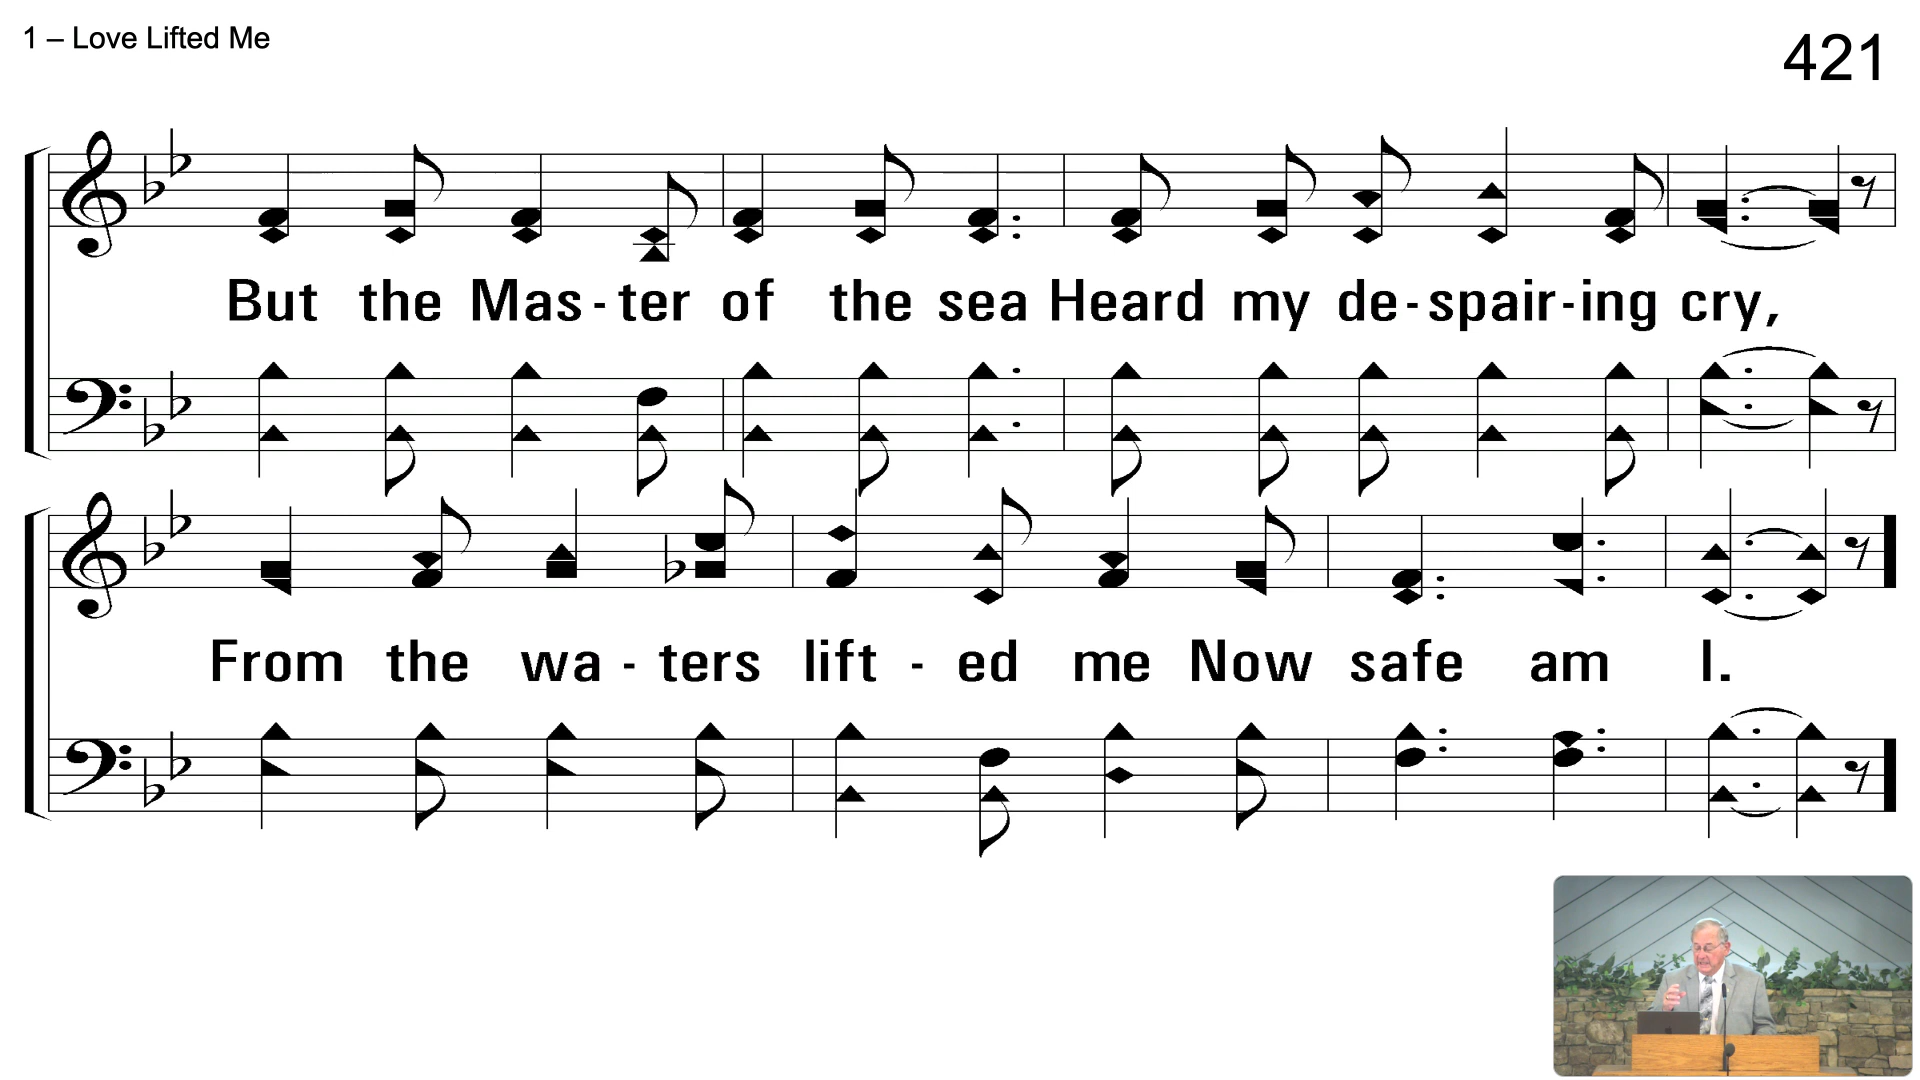 1 – Love Lifted Me
421
But the Mas - ter of the sea Heard my de - spair - ing cry,
From the wa - ters lift - ed me Now safe am I.